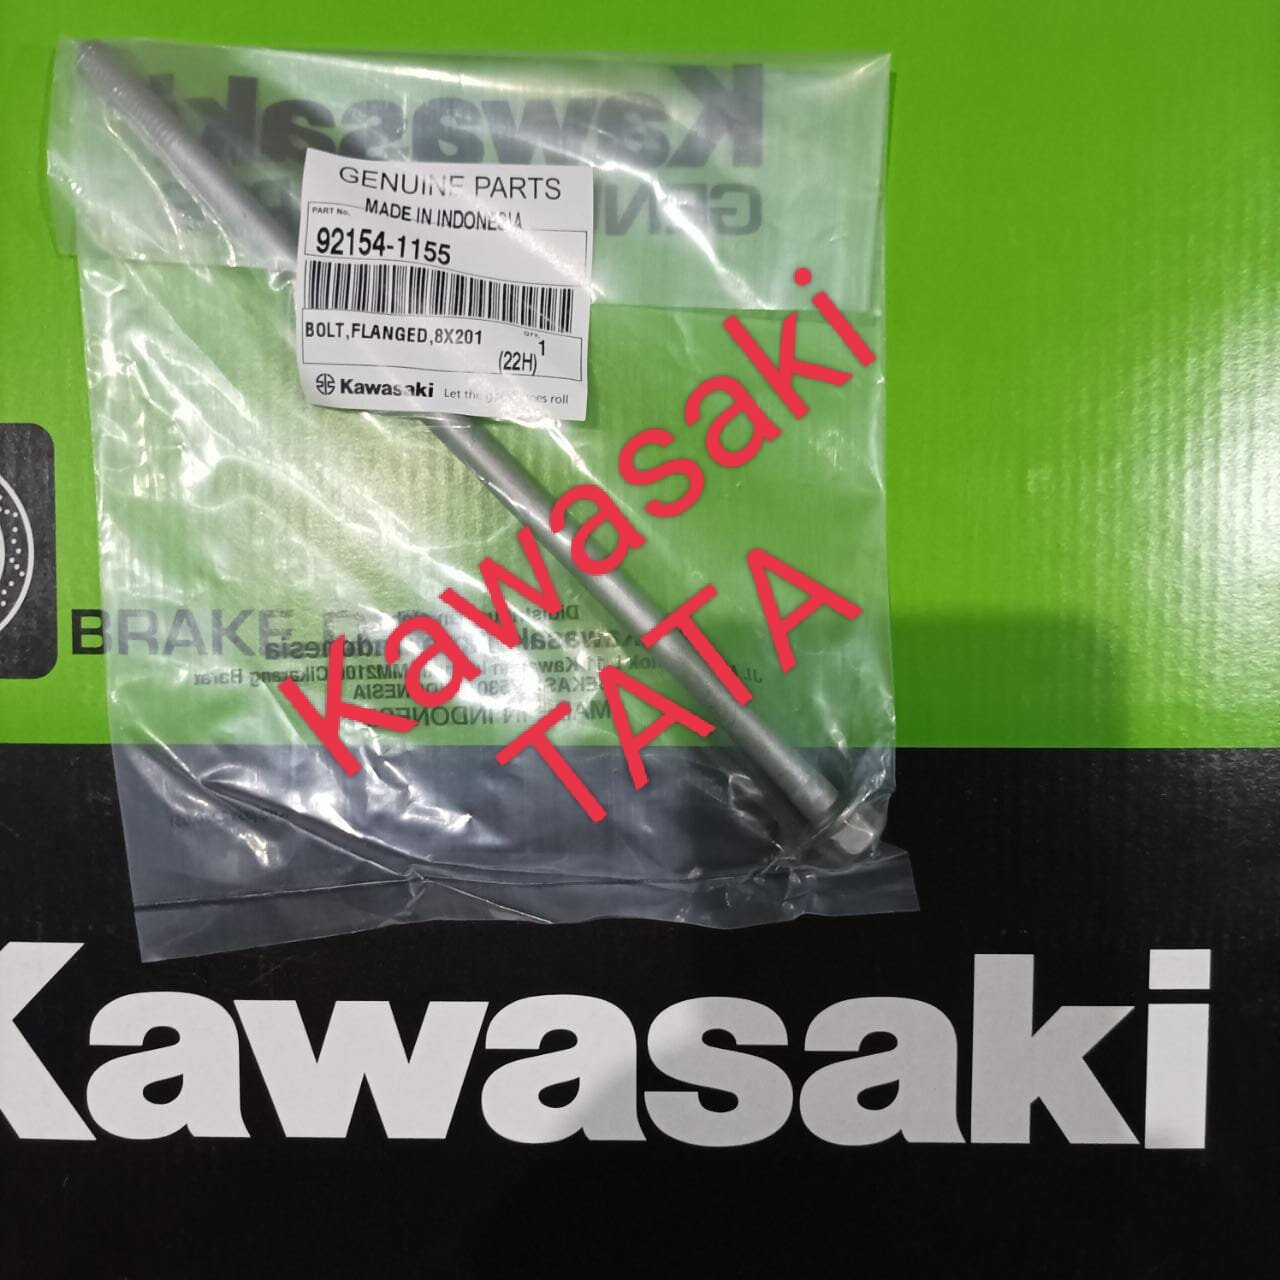 Kawasaki
GENUINE PARTS
MADE IN INDONESIA
PART No.
92154-1155
BOLT,FLANGED,8X201
QTY.
1
(22H)
Kawasaki Let the good times roll
Kawasaki
TATA
BRAKE
Kawasaki